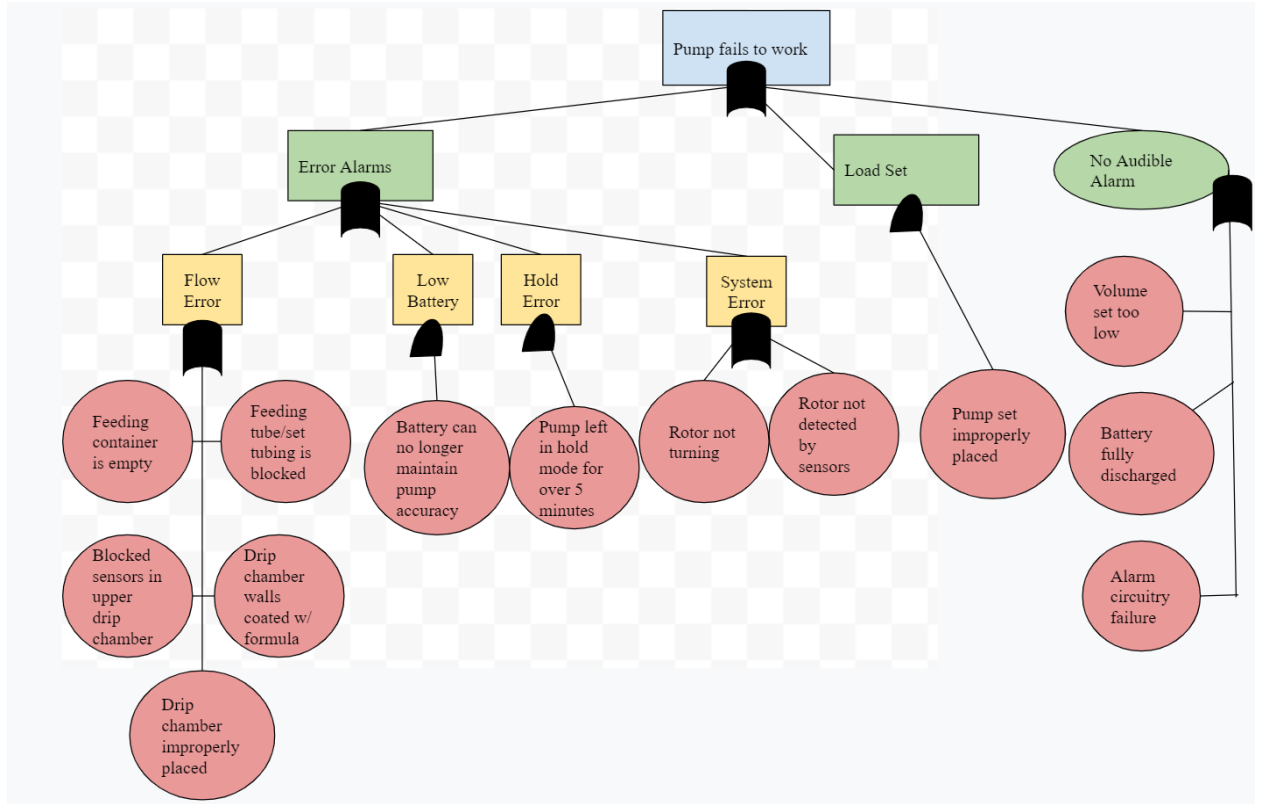 Pump fails to work
Error Alarms
Load Set
No Audible
Alarm
Flow
Error
Low
Battery
Hold
Error
System
Error
Volume
set too
low
Feeding
container
is empty
Feeding
tube/set
tubing is
blocked
Battery can
no longer
maintain
pump
accuracy
Pump left in
hold
mode for
over 5
minutes
Rotor not
turning
Rotor not
detected
by
sensors
Pump set
improperly
placed
Battery
fully
discharged
Blocked
sensors in
upper
drip
chamber
Drip
chamber
walls
coated w/
formula
Alarm
circuitry
failure
Drip
chamber
improperly
placed